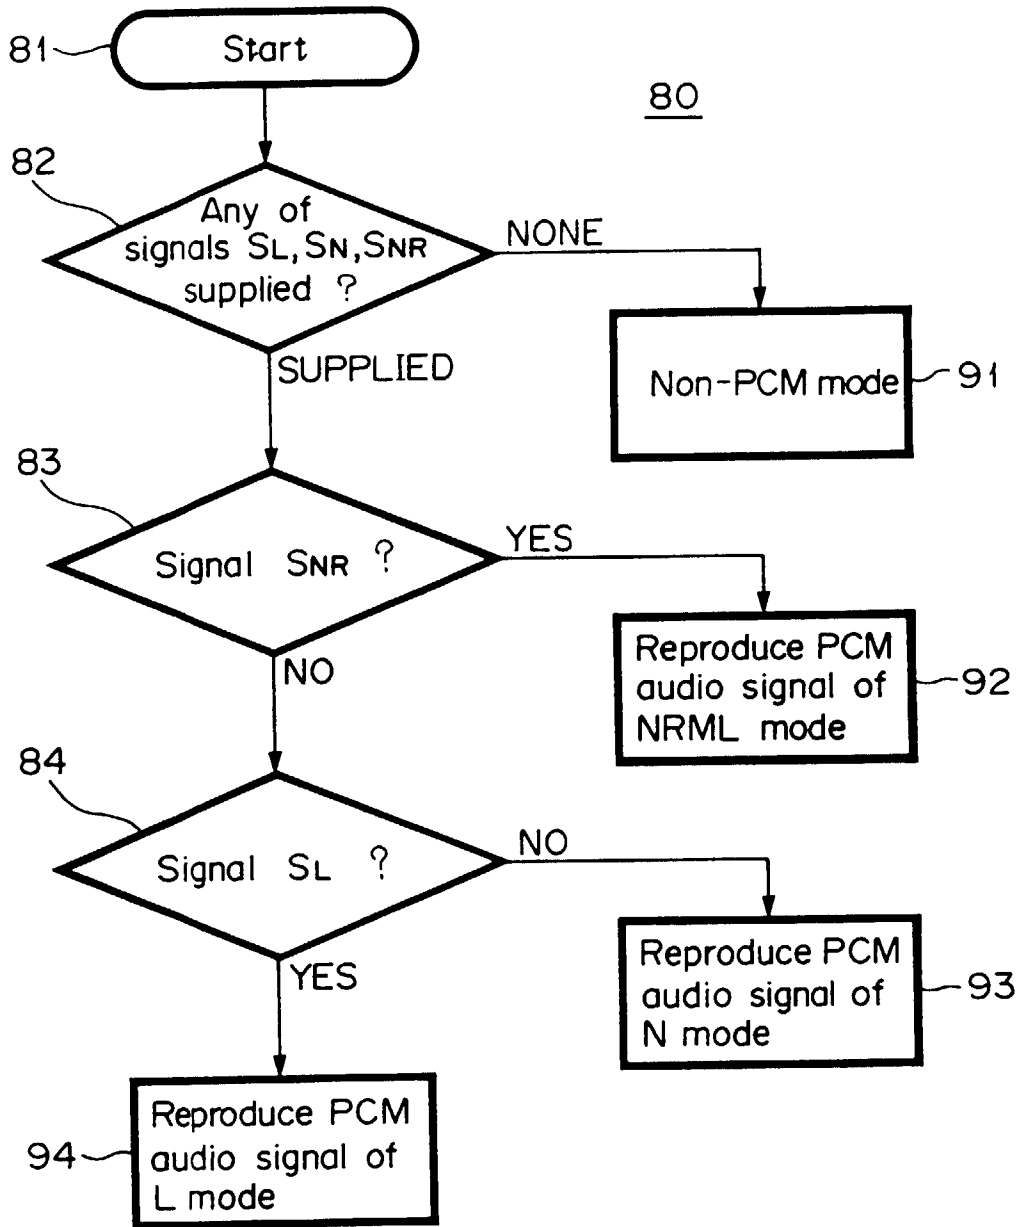 81
Start
80
82
Any of
signals SL, SN, SNR
supplied ?
NONE
SUPPLIED
Non-PCM mode
91
83
Signal SNR ?
YES
NO
Reproduce PCM
audio signal of
NRML mode
92
84
Signal SL ?
NO
YES
Reproduce PCM
audio signal of
N mode
93
Reproduce PCM
audio signal of
L mode
94